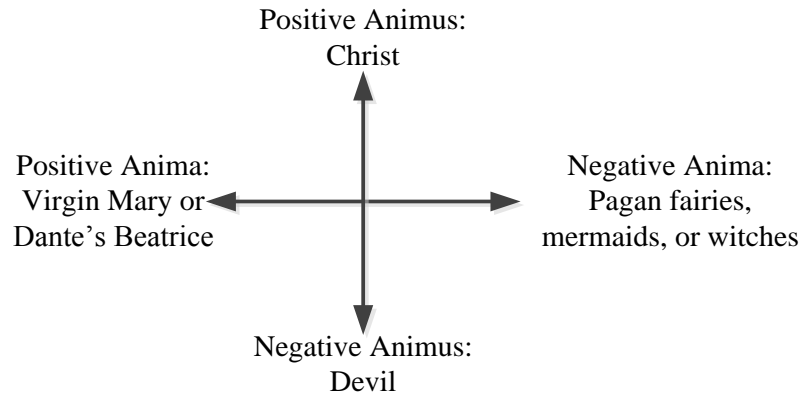 Positive Animus:
Christ
Positive Anima:
Virgin Mary or
Dante’s Beatrice
Negative Anima:
Pagan fairies,
mermaids, or witches
Negative Animus:
Devil